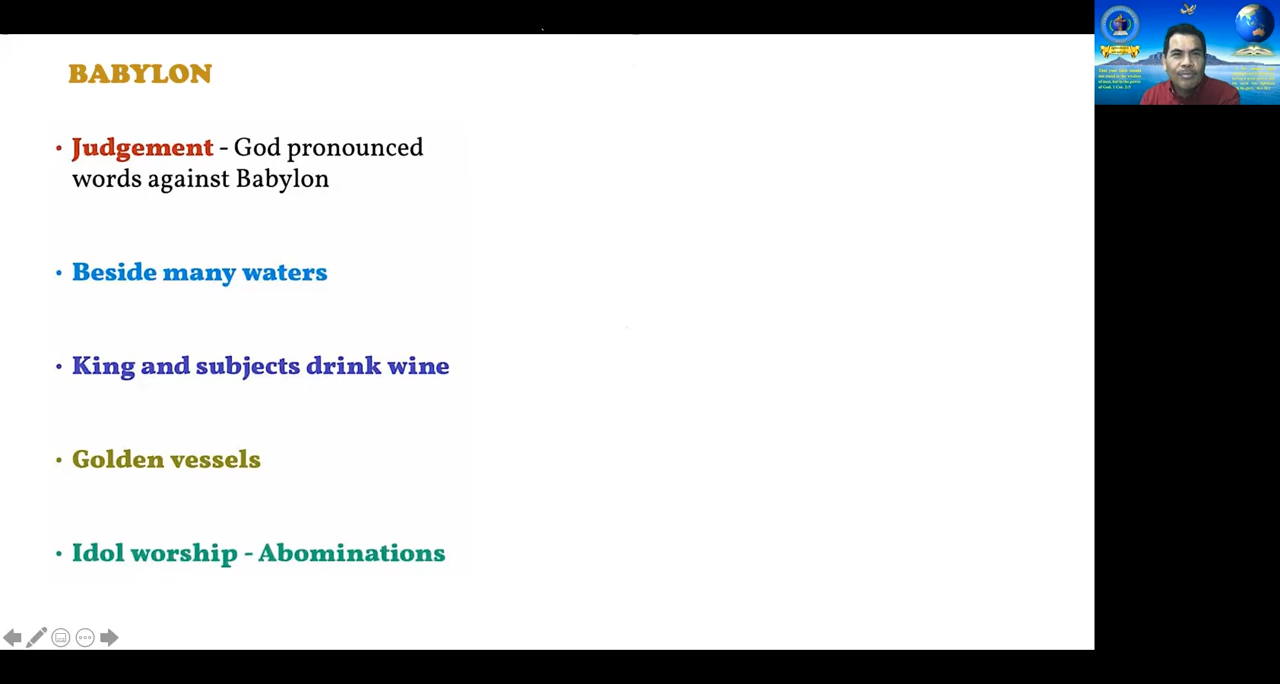 BABYLON
• Judgement - God pronounced
words against Babylon
• Beside many waters
• King and subjects drink wine
• Golden vessels
• Idol worship - Abominations